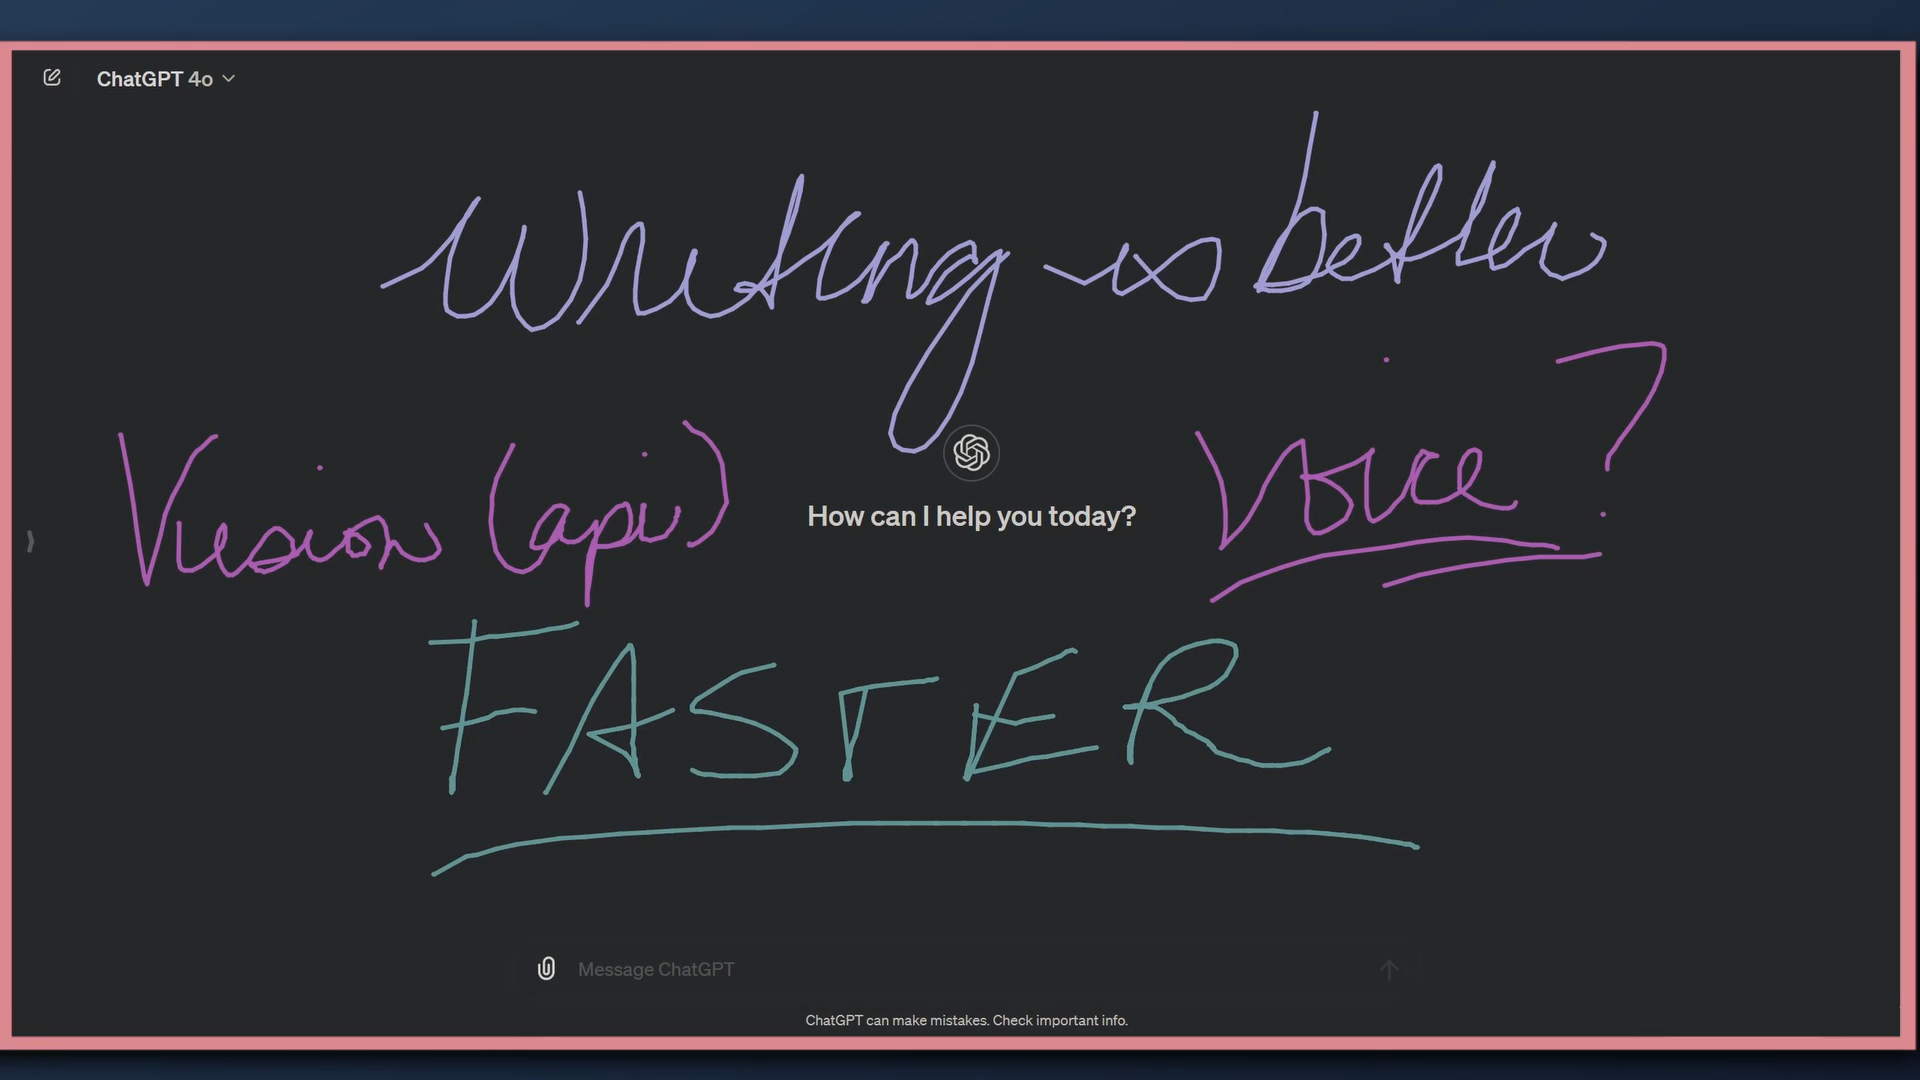 ChatGPT 4o
Writing is better
Vision (api)
Voice?
How can I help you today?
FASTER
Message ChatGPT
ChatGPT can make mistakes. Check important info.